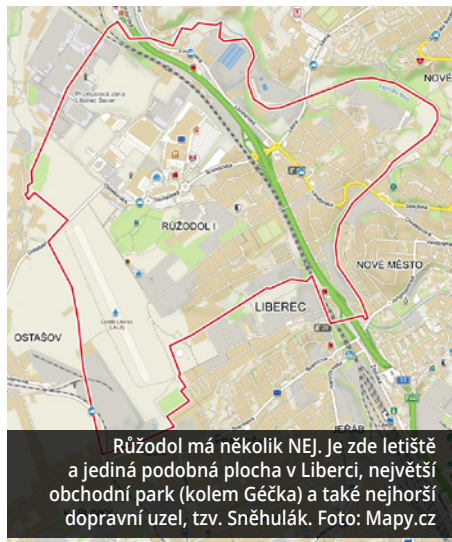 NOVÉ
Průmyslová zóna
Liberec Sever
RŮŽODOL I
NOVÉ MĚSTO
LIBEREC
OSTAŠOV
JEŘÁB
Růžodol má několik NEJ. Je zde letiště
a jediná podobná plocha v Liberci, největší
obchodní park (kolem Géčka) a také nejhorší
dopravní uzel, tzv. Sněhulák. Foto: Mapy.cz